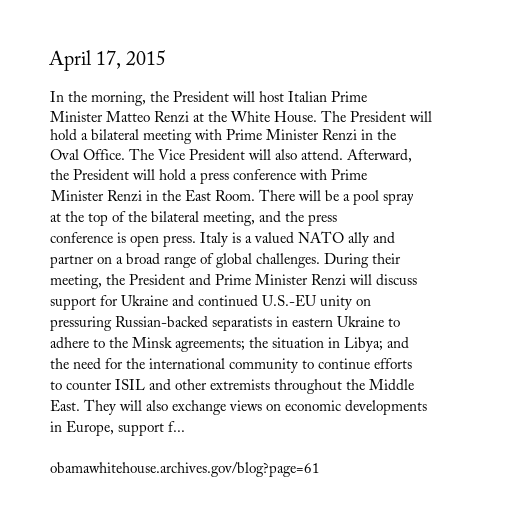 April 17, 2015
In the morning, the President will host Italian Prime
Minister Matteo Renzi at the White House. The President will
hold a bilateral meeting with Prime Minister Renzi in the
Oval Office. The Vice President will also attend. Afterward,
the President will hold a press conference with Prime
Minister Renzi in the East Room. There will be a pool spray
at the top of the bilateral meeting, and the press
conference is open press. Italy is a valued NATO ally and
partner on a broad range of global challenges. During their
meeting, the President and Prime Minister Renzi will discuss
support for Ukraine and continued U.S.-EU unity on
pressuring Russian-backed separatists in eastern Ukraine to
adhere to the Minsk agreements; the situation in Libya; and
the need for the international community to continue efforts
to counter ISIL and other extremists throughout the Middle
East. They will also exchange views on economic developments
in Europe, support f...
obamawhitehouse.archives.gov/blog?page=61